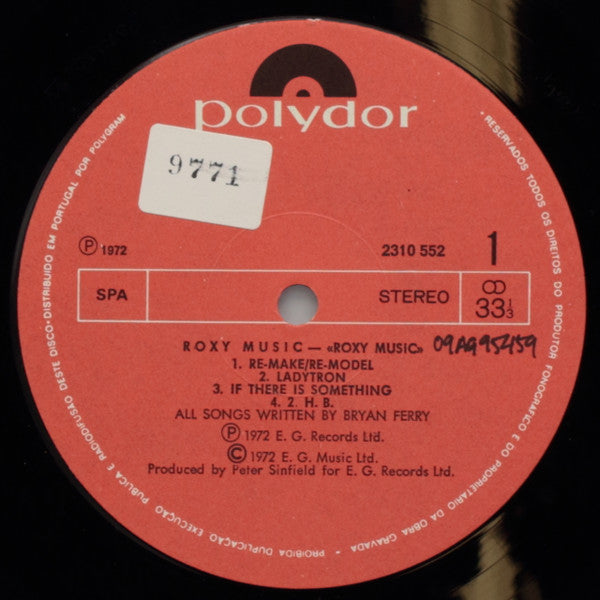 polydor
9771
℗ 1972
2310 552
1
SPA
STEREO
33 1/3
ROXY MUSIC — «ROXY MUSIC»
09AG95459
1. RE-MAKE/RE-MODEL
2. LADYTRON
3. IF THERE IS SOMETHING
4. 2. H. B.
ALL SONGS WRITTEN BY BRYAN FERRY
℗ 1972 E. G. Records Ltd.
© 1972 E. G. Music Ltd.
Produced by Peter Sinfield for E. G. Records Ltd.
• RESERVADOS TODOS OS DIREITOS DO PRODUTOR FONOGRÁFICO E DO PROPRIETÁRIO DA OBRA GRAVADA • PROIBIDA DUPLICAÇÃO EXECUÇÃO PÚBLICA E RADIODIFUSÃO DESTE DISCO • DISTRIBUIDO EM PORTUGAL POR POLYGRAM